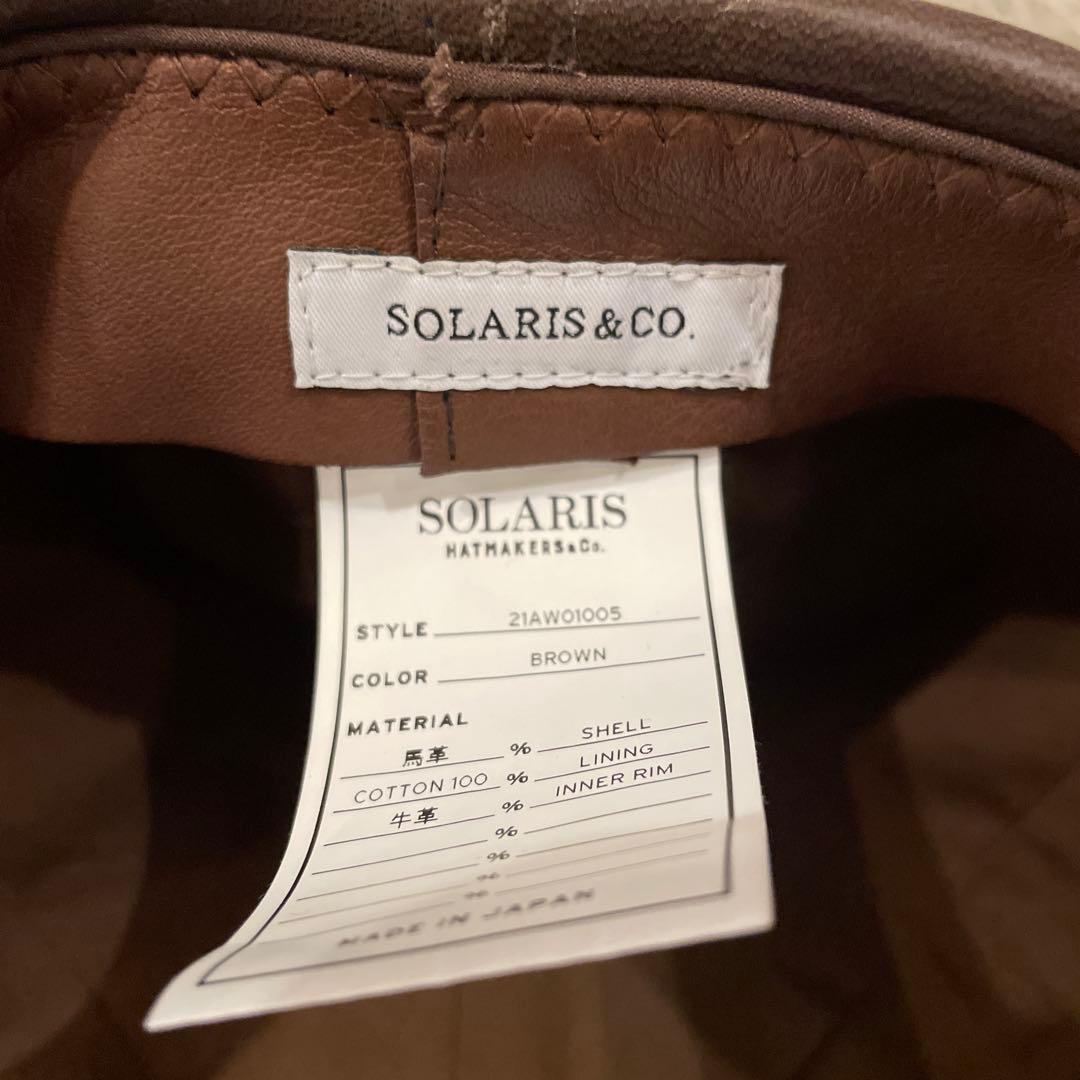 SOLARIS & CO.
SOLARIS
HATMAKERS & Co.
STYLE 21AW01005
COLOR BROWN
MATERIAL
馬革 % SHELL
COTTON 100 % LINING
牛革 % INNER RIM
%
%
%
%
MADE IN JAPAN